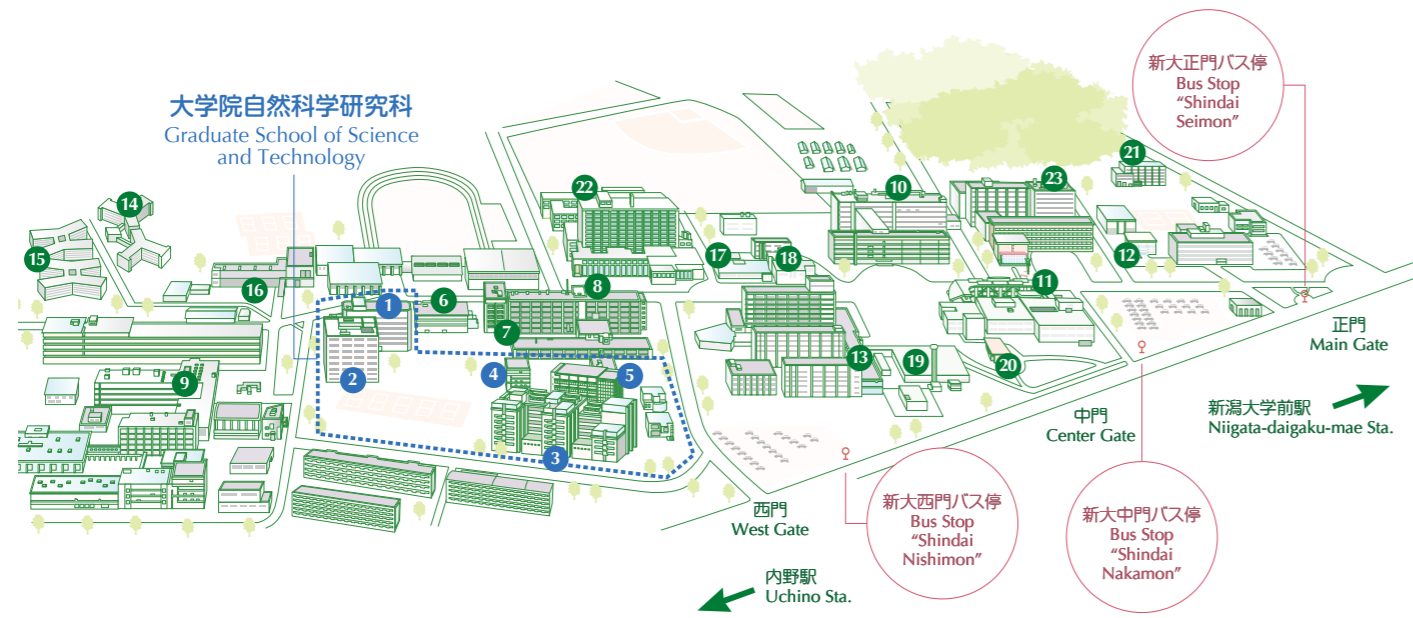 大学院自然科学研究科
Graduate School of Science
and Technology
新大正門バス停
Bus Stop
“Shindai
Seimon”
14
15
16
1
2
6
7
8
9
4
5
3
22
17
18
10
23
21
12
11
13
19
20
正門
Main Gate
中門
Center Gate
新潟大学前駅
Niigata-daigaku-mae Sta.
西門
West Gate
新大西門バス停
Bus Stop
“Shindai
Nishimon”
新大中門バス停
Bus Stop
“Shindai
Nakamon”
内野駅
Uchino Sta.